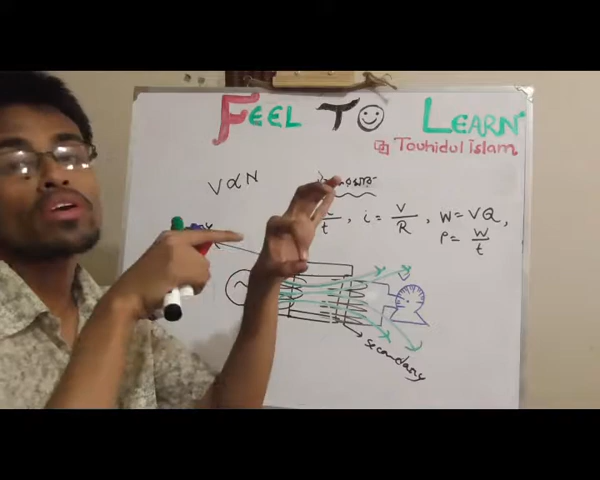 FEEL TO LEARN
Touhidul Islam
V ∝ N
i = V/R , W = VQ ,
P = W/t
secondary